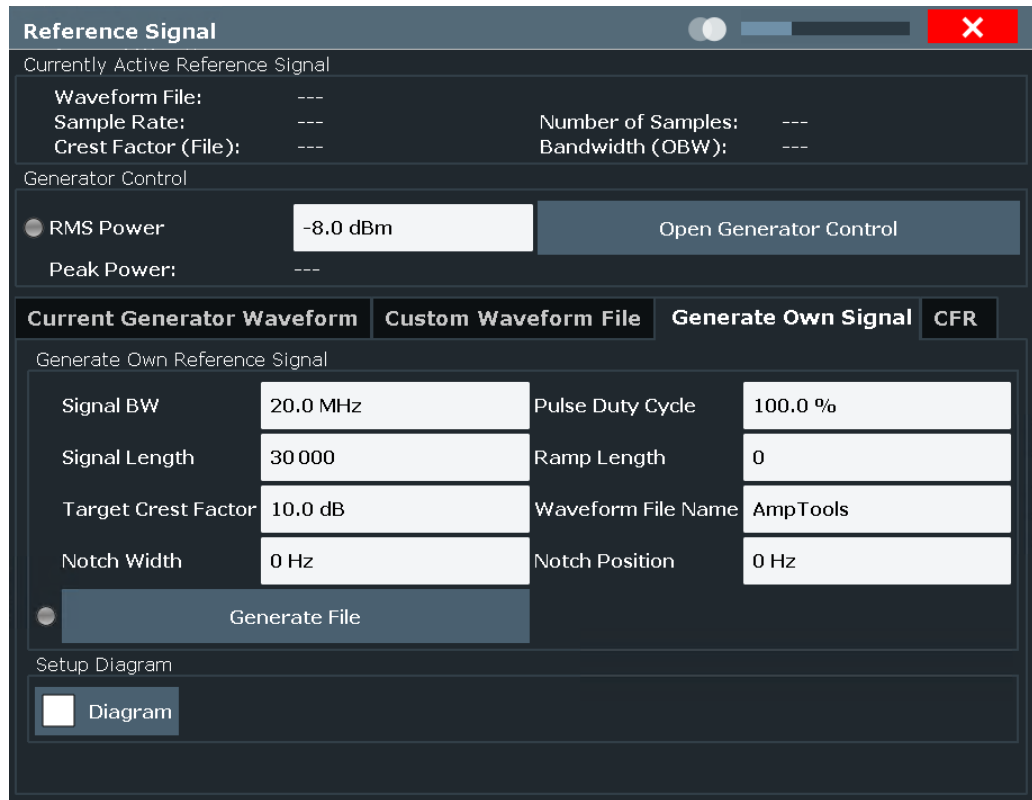 Reference Signal
Currently Active Reference Signal
Waveform File: ---
Sample Rate: --- Number of Samples: ---
Crest Factor (File): --- Bandwidth (OBW): ---
Generator Control
RMS Power -8.0 dBm Open Generator Control
Peak Power: ---
Current Generator Waveform Custom Waveform File Generate Own Signal CFR
Generate Own Reference Signal
Signal BW 20.0 MHz Pulse Duty Cycle 100.0 %
Signal Length 30 000 Ramp Length 0
Target Crest Factor 10.0 dB Waveform File Name AmpTools
Notch Width 0 Hz Notch Position 0 Hz
Generate File
Setup Diagram
Diagram